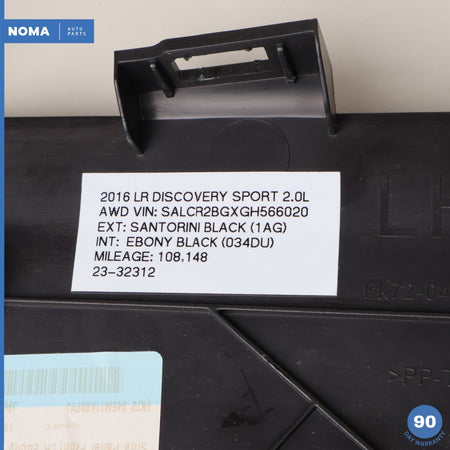 NOMA AUTO PARTS
2016 LR DISCOVERY SPORT 2.0L
AWD VIN: SALCR2BGXGH566020
EXT: SANTORINI BLACK (1AG)
INT: EBONY BLACK (034DU)
MILEAGE: 108,148
23-32312
LH
FK72-04
>PP-
90
DAY WARRANTY